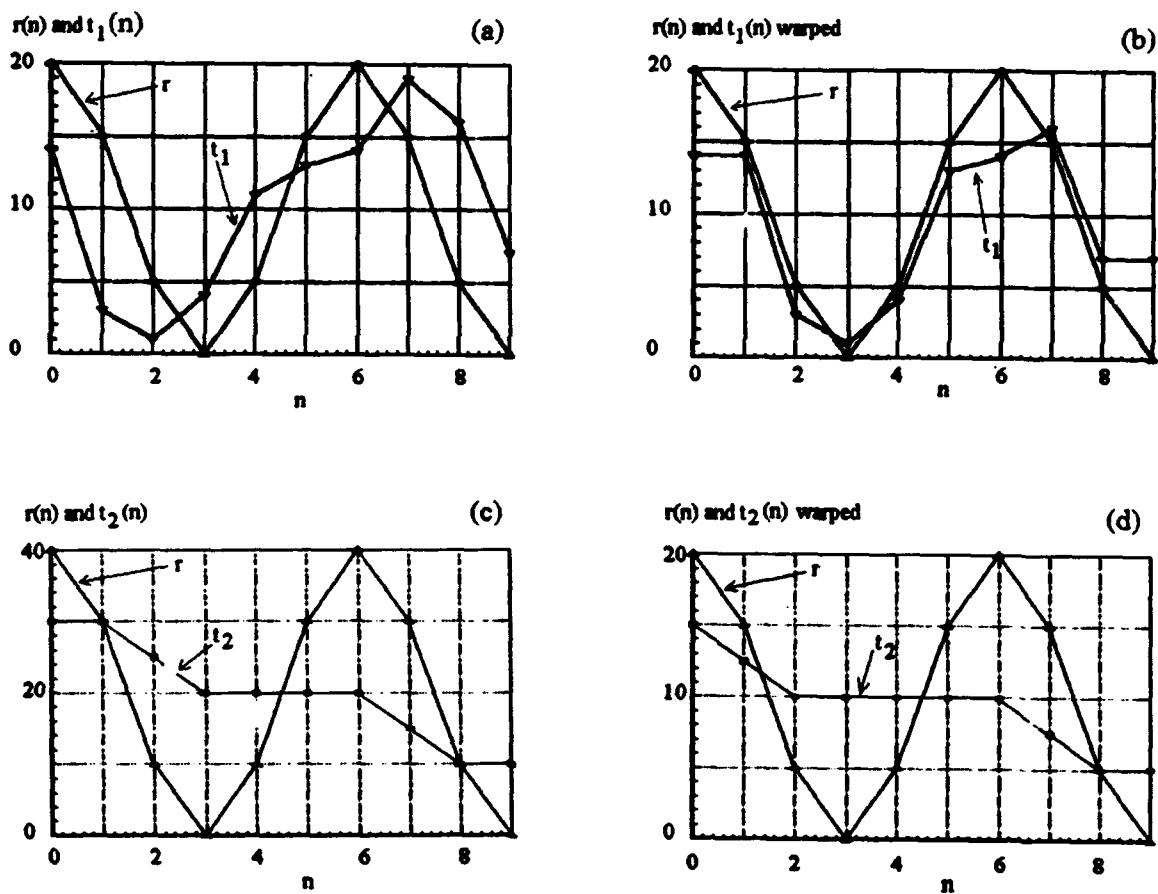 r(n) and t1(n)
(a)
20
r
t1
10
0
0 2 4 6 8
n
r(n) and t1(n) warped
(b)
20
r
10
t1
0
0 2 4 6 8
n
r(n) and t2(n)
(c)
40
r
30
t2
20
10
0
0 2 4 6 8
n
r(n) and t2(n) warped
(d)
20
r
t2
10
0
0 2 4 6 8
n